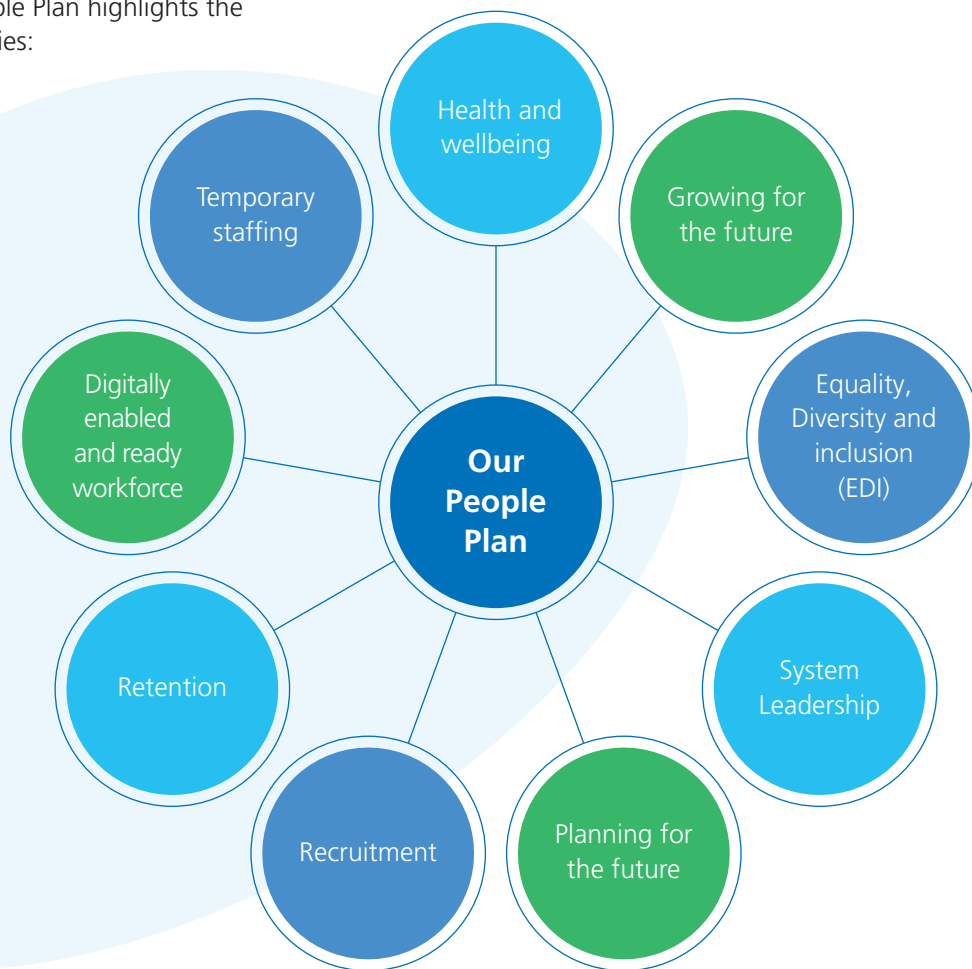 ple Plan highlights the
ies:
Health and
wellbeing
Growing for
the future
Equality,
Diversity and
inclusion
(EDI)
System
Leadership
Planning for
the future
Recruitment
Retention
Digitally
enabled
and ready
workforce
Temporary
staffing
Our
People
Plan